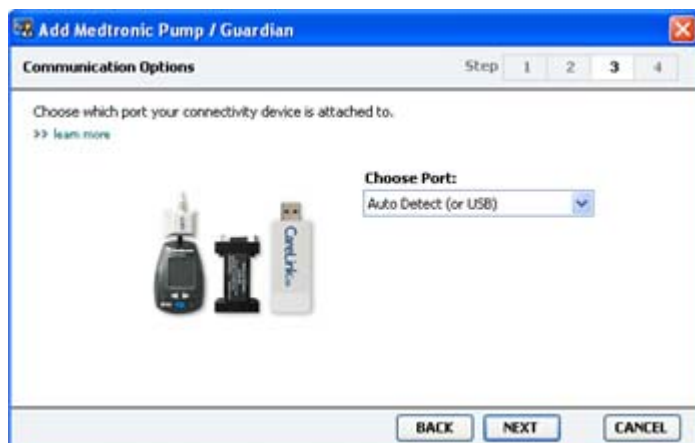 Add Medtronic Pump / Guardian
Communication Options
Step 1 2 3 4
Choose which port your connectivity device is attached to.
>> learn more
Choose Port:
Auto Detect (or USB)
CareLink
BACK NEXT CANCEL